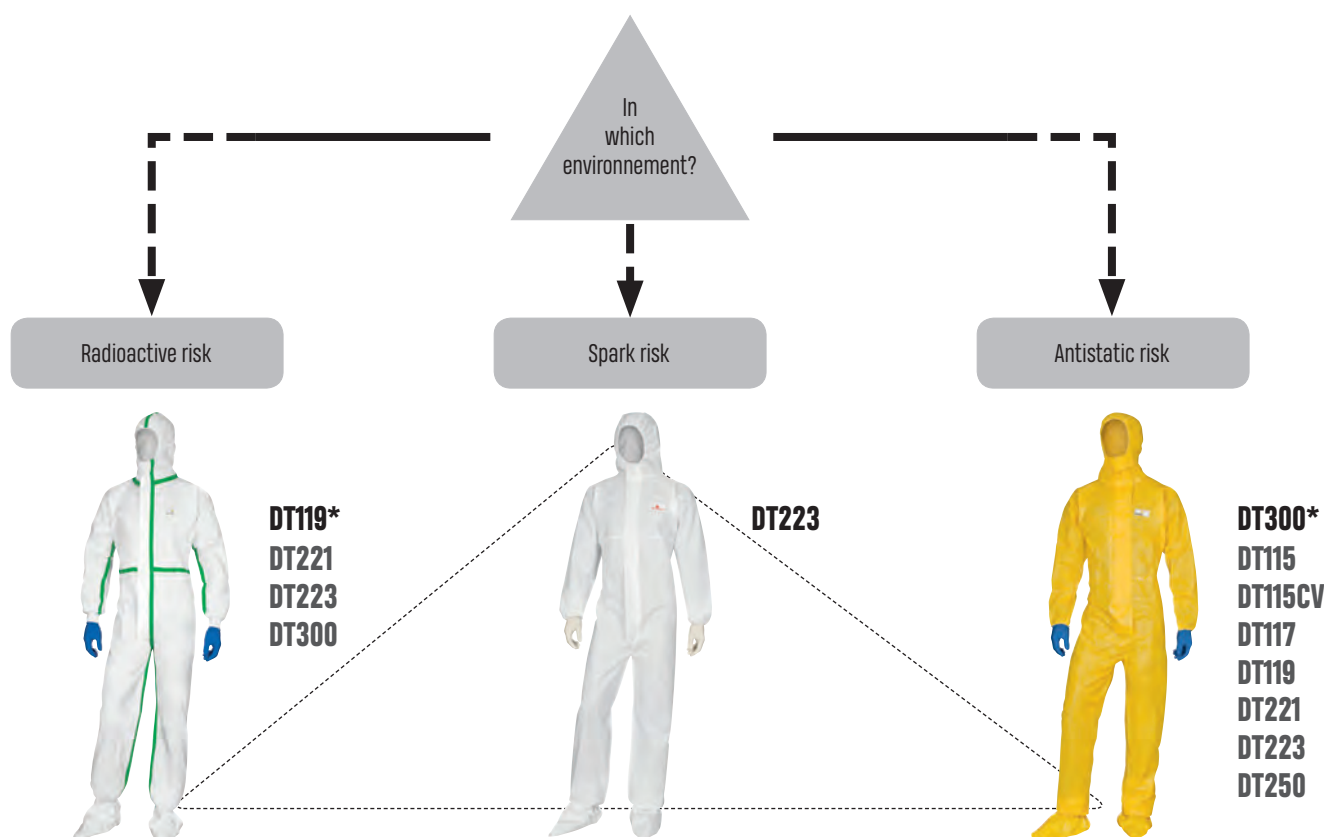 In
which
environnement?
Radioactive risk
Spark risk
Antistatic risk
DT119*
DT221
DT223
DT300
DT223
DT300*
DT115
DT115CV
DT117
DT119
DT221
DT223
DT250